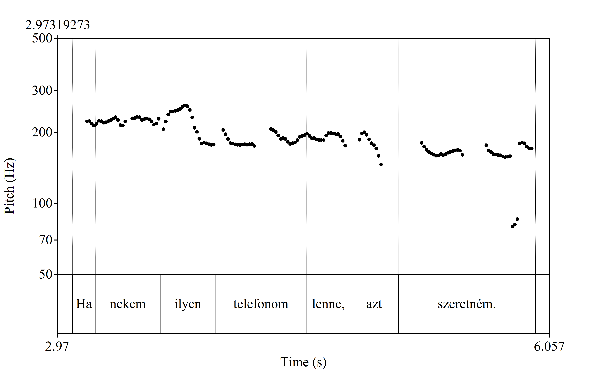 2.97319273
500
300
200
100
70
50
Pitch (Hz)
Ha nekem ilyen telefonom lenne, azt szeretném.
2.97 6.057
Time (s)